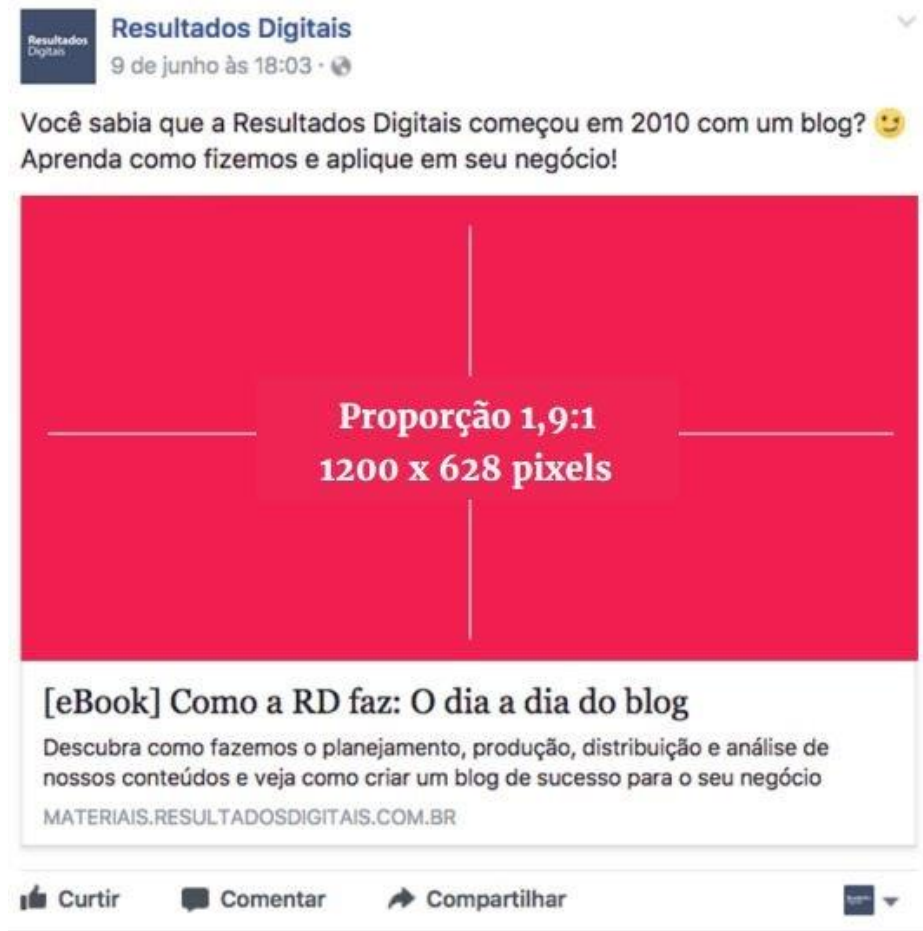 Resultados
Digitais
Resultados Digitais
9 de junho às 18:03 ·
Você sabia que a Resultados Digitais começou em 2010 com um blog? 😉
Aprenda como fizemos e aplique em seu negócio!
Proporção 1,9:1
1200 x 628 pixels
[eBook] Como a RD faz: O dia a dia do blog
Descubra como fazemos o planejamento, produção, distribuição e análise de
nossos conteúdos e veja como criar um blog de sucesso para o seu negócio
MATERIAIS.RESULTADOSDIGITAIS.COM.BR
Curtir Comentar Compartilhar